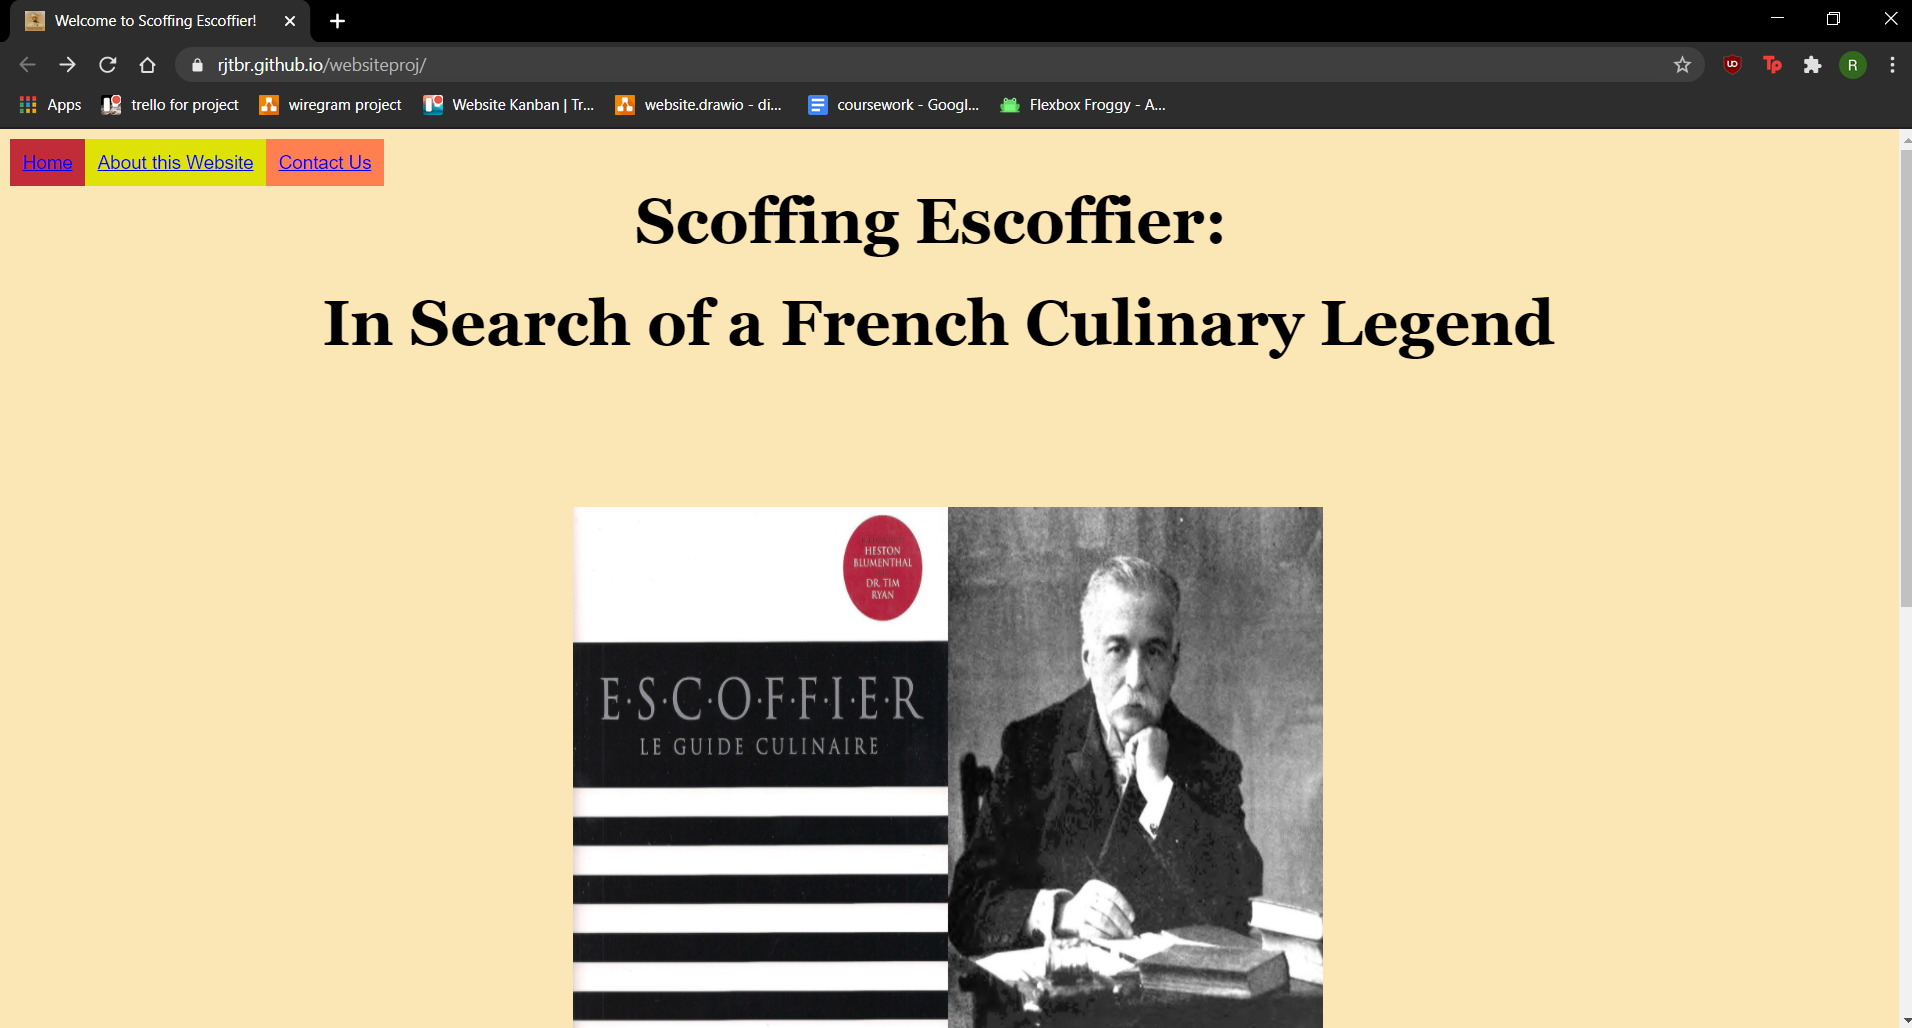 Welcome to Scoffing Escoffier!
rjtbr.github.io/websiteproj/
R
Apps
trello for project
wiregram project
Website Kanban | Tr...
website.drawio - di...
coursework - Googl...
Flexbox Froggy - A...
Home
About this Website
Contact Us
Scoffing Escoffier:
In Search of a French Culinary Legend
HESTON
BLUMENTHAL
DR. TIM
RYAN
E·S·C·O·F·F·I·E·R
LE GUIDE CULINAIRE